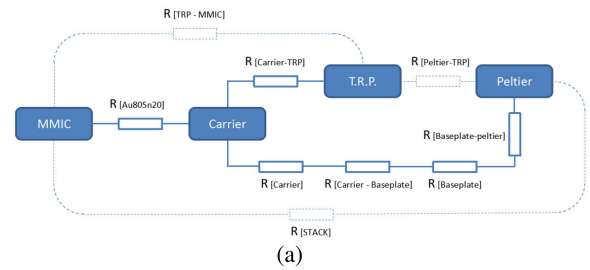 R [TRP - MMIC]
R [Carrier-TRP]
R [Peltier-TRP]
T.R.P.
Peltier
R [Au80Sn20]
MMIC
Carrier
R [Baseplate-peltier]
R [Carrier]
R [Carrier - Baseplate]
R [Baseplate]
R [STACK]
(a)